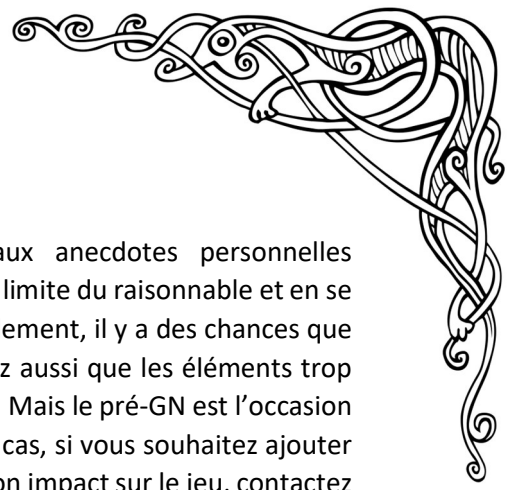 aux anecdotes personnelles
limite du raisonnable et en se
ement, il y a des chances que
z aussi que les éléments trop
Mais le pré-GN est l’occasion
cas, si vous souhaitez ajouter
on impact sur le jeu, contactez